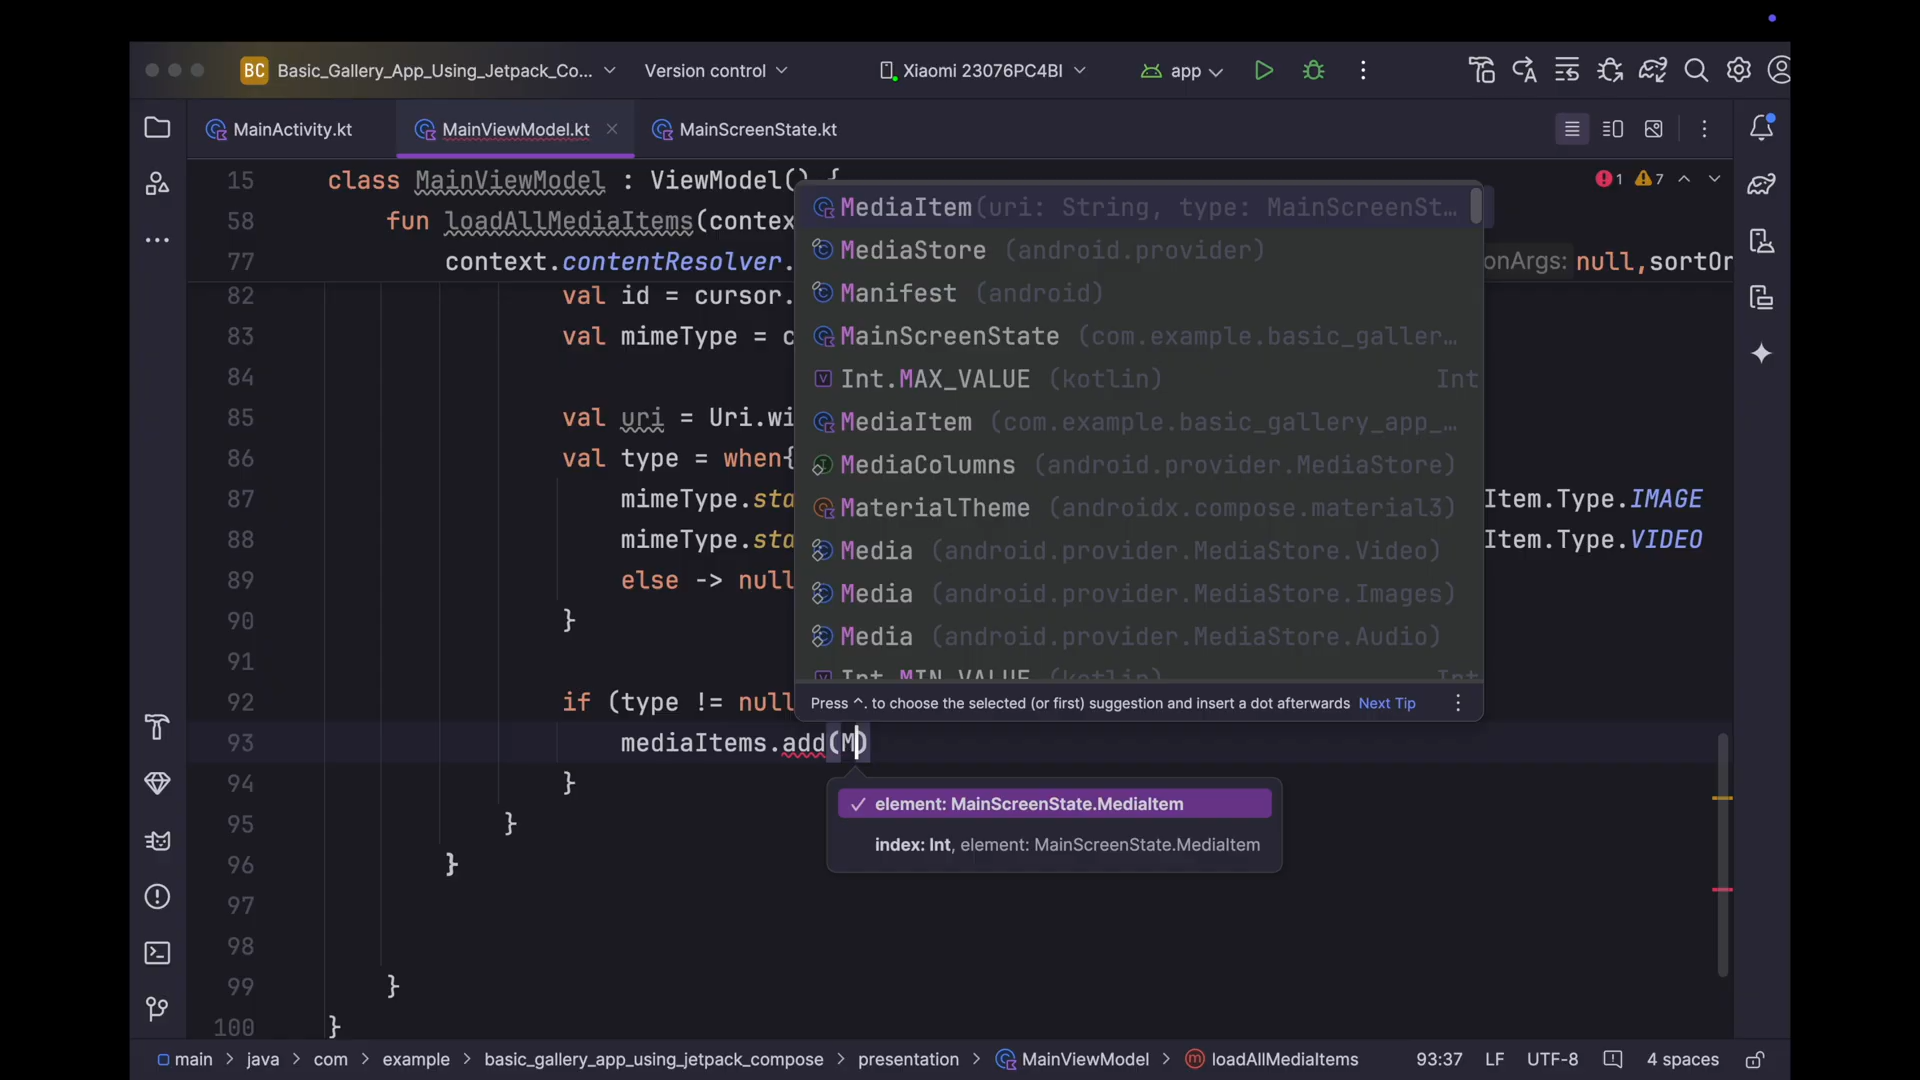 BC Basic_Gallery_App_Using_Jetpack_Co... Version control Xiaomi 23076PC4BI app
MainActivity.kt MainViewModel.kt MainScreenState.kt
15 class MainViewModel : ViewModel() {
1 7
58 fun loadAllMediaItems(contex
77 context.contentResolver. onArgs: null,sortOr
82 val id = cursor.
83 val mimeType = c
84
85 val uri = Uri.wi
86 val type = when{
87 mimeType.sta Item.Type.IMAGE
88 mimeType.sta Item.Type.VIDEO
89 else -> null
90 }
91
92 if (type != null
93 mediaItems.add(M)
94 }
95 }
96 }
97
98
99 }
100 }
MediaItem(uri: String, type: MainScreenSt...
MediaStore (android.provider)
Manifest (android)
MainScreenState (com.example.basic_galler...
Int.MAX_VALUE (kotlin) Int
MediaItem (com.example.basic_gallery_app_...
MediaColumns (android.provider.MediaStore)
MaterialTheme (androidx.compose.material3)
Media (android.provider.MediaStore.Video)
Media (android.provider.MediaStore.Images)
Media (android.provider.MediaStore.Audio)
Int.MIN_VALUE (kotlin) Int
Press ^. to choose the selected (or first) suggestion and insert a dot afterwards Next Tip
element: MainScreenState.MediaItem
index: Int, element: MainScreenState.MediaItem
main > java > com > example > basic_gallery_app_using_jetpack_compose > presentation > MainViewModel > loadAllMediaItems 93:37 LF UTF-8 4 spaces